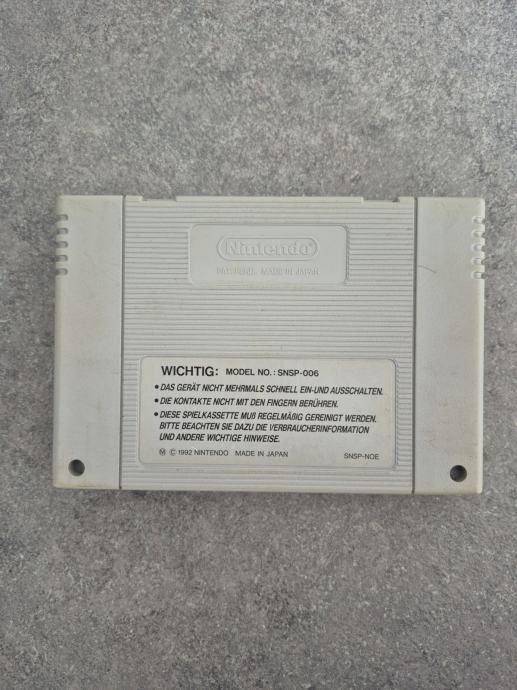 Nintendo
PAT. PEND. MADE IN JAPAN
WICHTIG: MODEL NO.: SNSP-006
• DAS GERÄT NICHT MEHRMALS SCHNELL EIN-UND AUSSCHALTEN.
• DIE KONTAKTE NICHT MIT DEN FINGERN BERÜHREN.
• DIESE SPIELKASSETTE MUß REGELMÄßIG GEREINIGT WERDEN.
BITTE BEACHTEN SIE DAZU DIE VERBRAUCHERINFORMATION
UND ANDERE WICHTIGE HINWEISE.
Ⓜ © 1992 NINTENDO MADE IN JAPAN SNSP-NOE